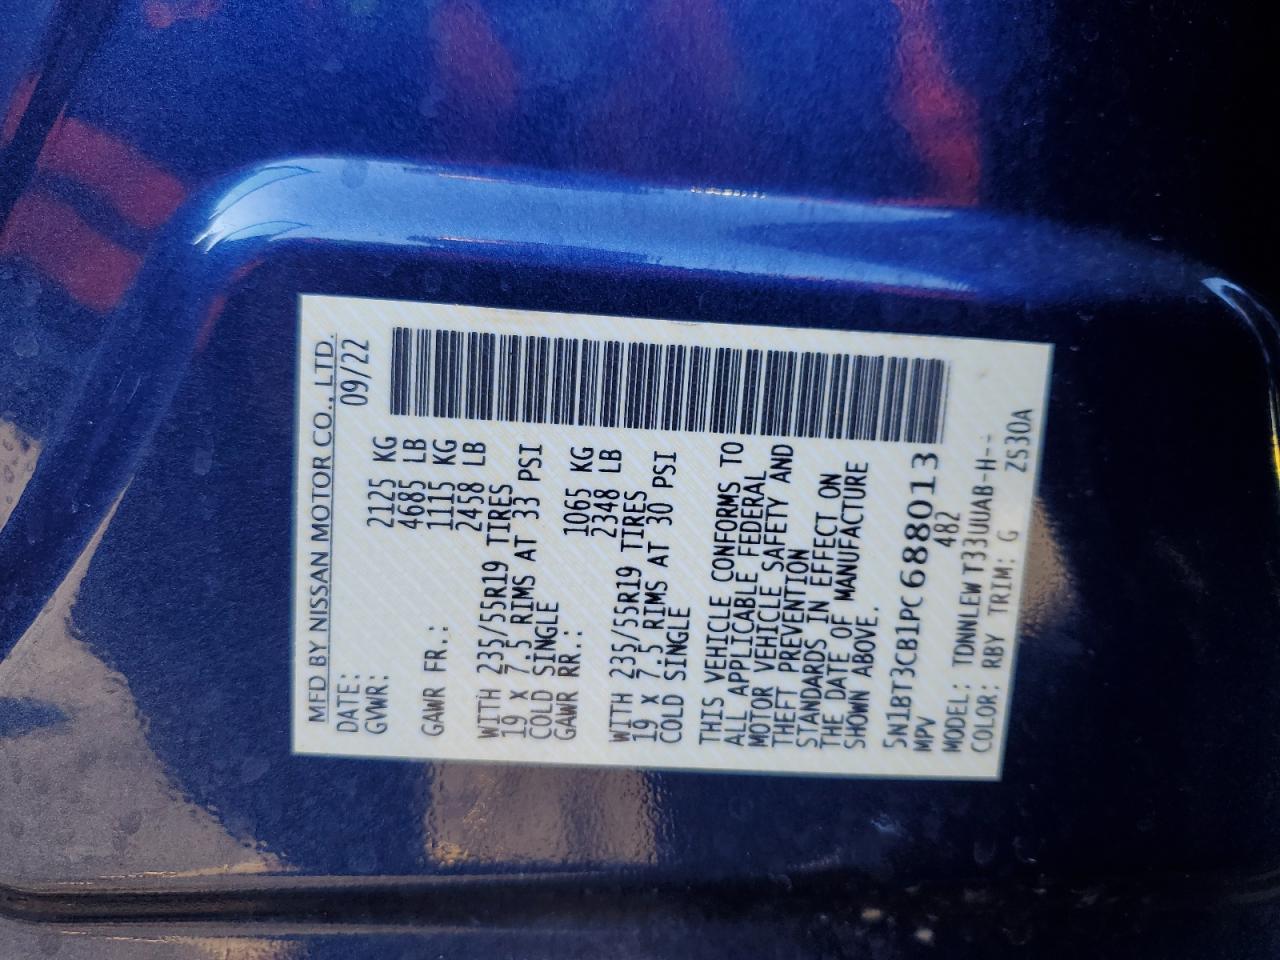 MFD BY NISSAN MOTOR CO., LTD.
DATE: 09/22
GVWR: 2125 KG
4685 LB
GAWR FR.: 1115 KG
2458 LB
WITH 235/55R19 TIRES
19 X 7.5 RIMS AT 33 PSI
COLD SINGLE
GAWR RR.: 1065 KG
2348 LB
WITH 235/55R19 TIRES
19 X 7.5 RIMS AT 30 PSI
COLD SINGLE
THIS VEHICLE CONFORMS TO
ALL APPLICABLE FEDERAL
MOTOR VEHICLE SAFETY AND
THEFT PREVENTION
STANDARDS IN EFFECT ON
THE DATE OF MANUFACTURE
SHOWN ABOVE.
5N1BT3CB1PC688013
MPV 482
MODEL: TDNNLEW T33UUAB-H--
COLOR: RBY TRIM: G ZS30A